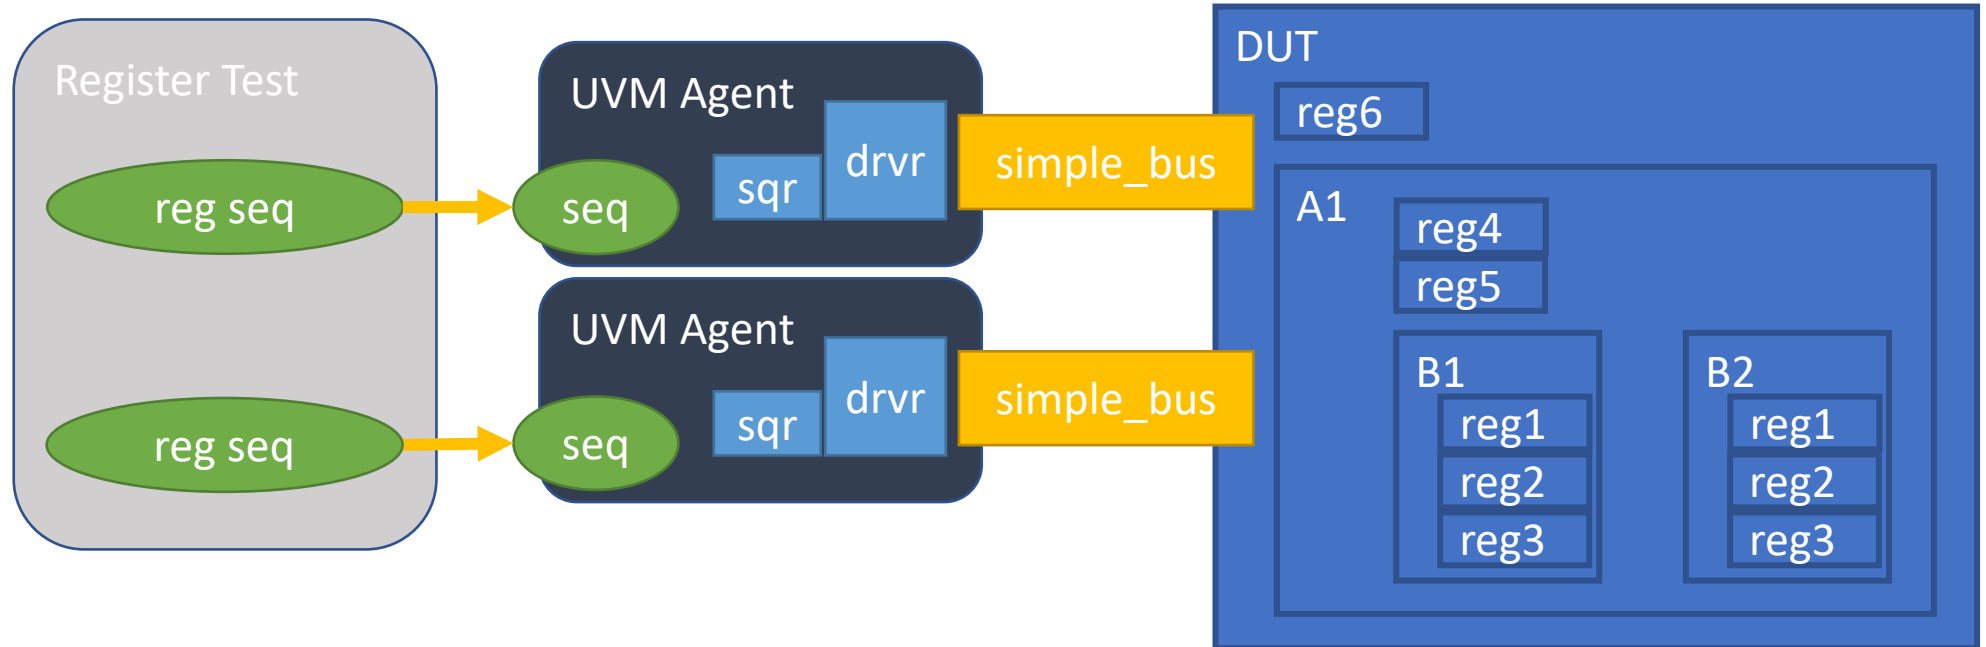 Register Test
reg seq
reg seq
UVM Agent
seq
sqr
drvr
simple_bus
UVM Agent
seq
sqr
drvr
simple_bus
DUT
reg6
A1
reg4
reg5
B1
reg1
reg2
reg3
B2
reg1
reg2
reg3